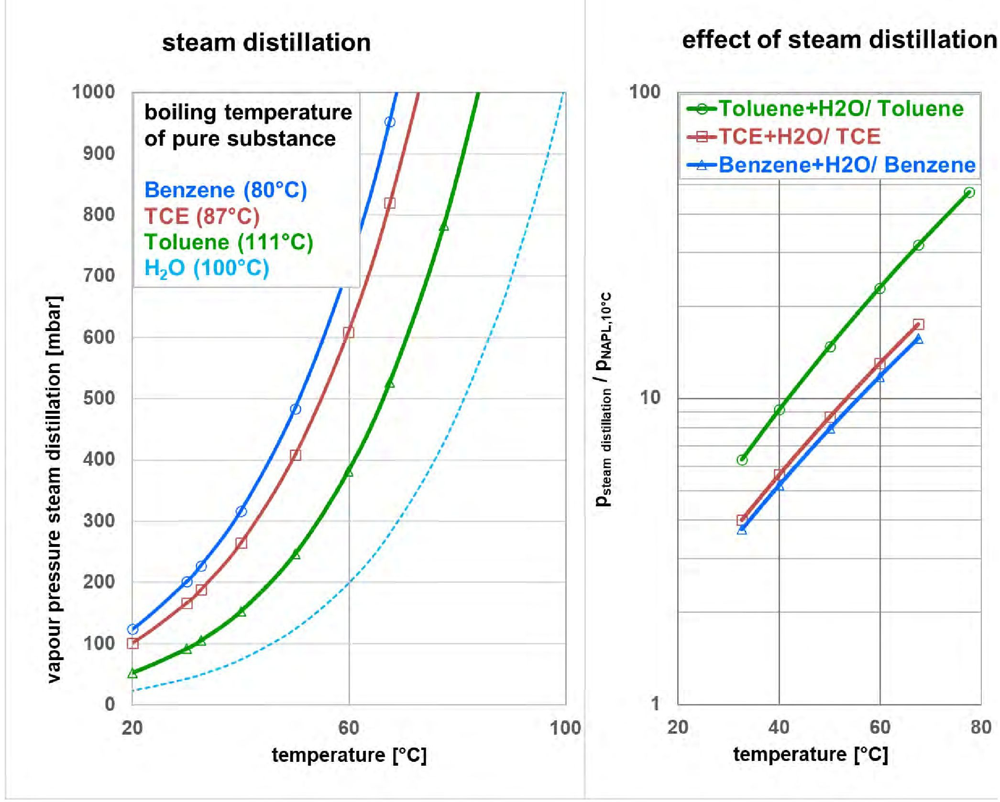 steam distillation
1000
900
800
700
600
500
400
300
200
100
0
vapour pressure steam distillation [mbar]
boiling temperature
of pure substance
Benzene (80°C)
TCE (87°C)
Toluene (111°C)
H₂O (100°C)
20
60
100
temperature [°C]
effect of steam distillation
100
10
1
p steam distillation / p NAPL,10°C
Toluene+H2O/ Toluene
TCE+H2O/ TCE
Benzene+H2O/ Benzene
20
40
60
80
temperature [°C]